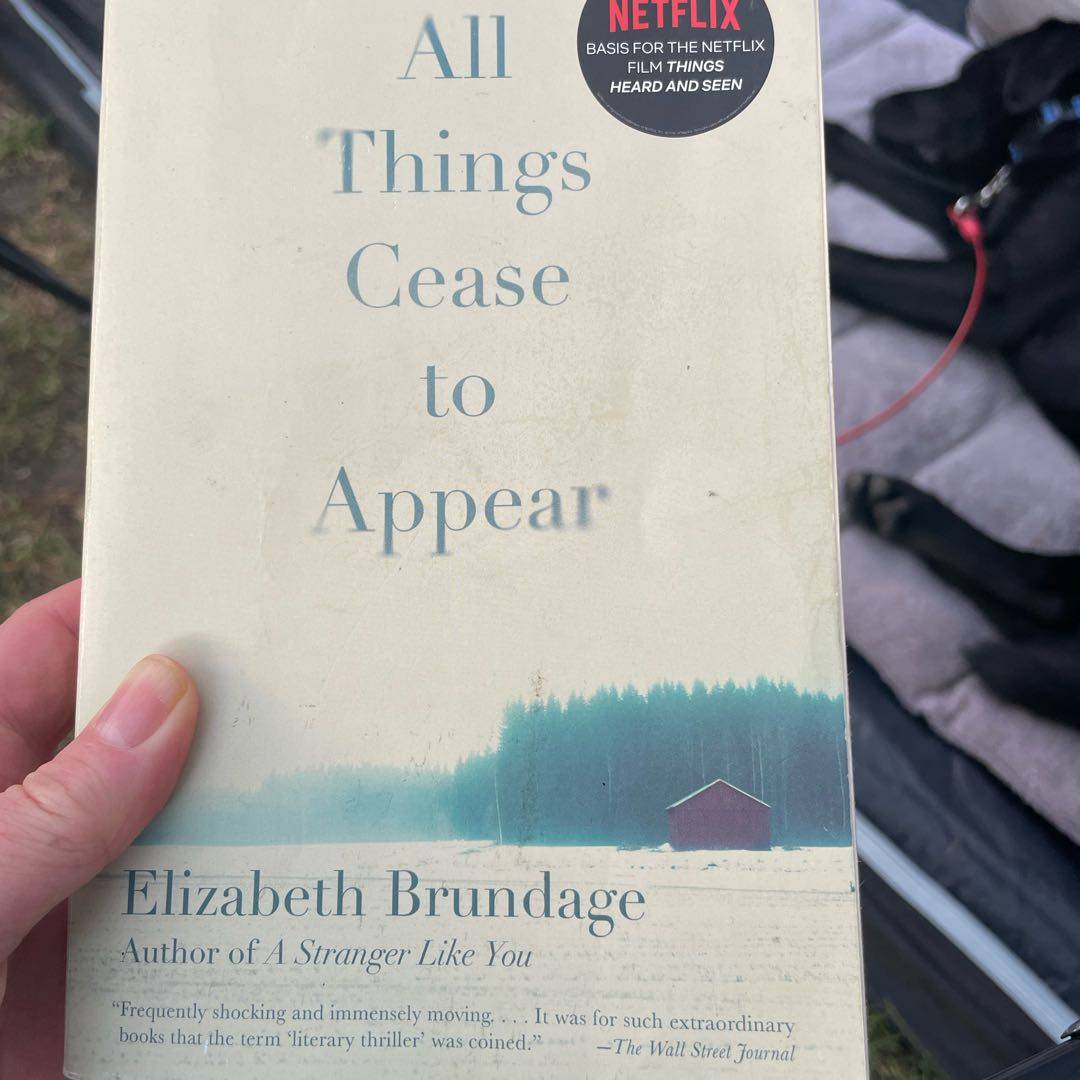 NETFLIX
BASIS FOR THE NETFLIX
FILM THINGS
HEARD AND SEEN
All
Things
Cease
to
Appear
Elizabeth Brundage
Author of A Stranger Like You
“Frequently shocking and immensely moving. . . . It was for such extraordinary
books that the term ‘literary thriller’ was coined.” —The Wall Street Journal